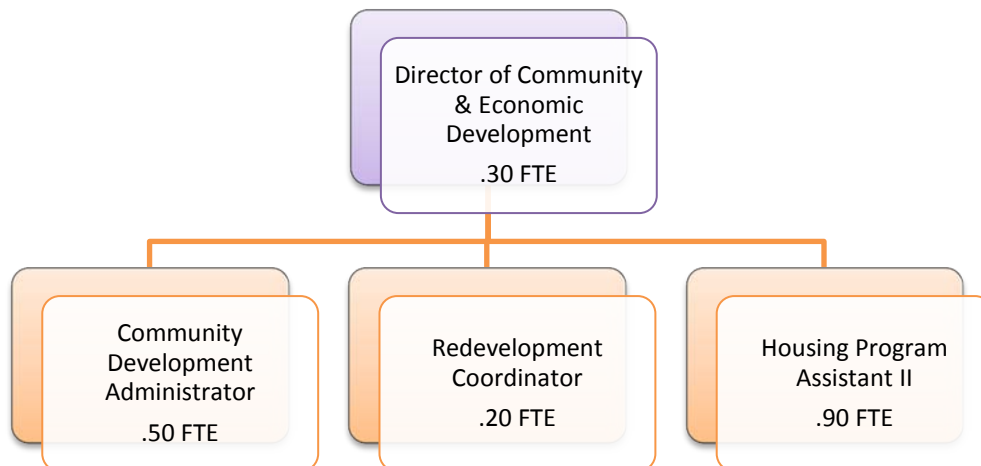 Director of Community
& Economic
Development
.30 FTE
Community
Development
Administrator
.50 FTE
Redevelopment
Coordinator
.20 FTE
Housing Program
Assistant II
.90 FTE